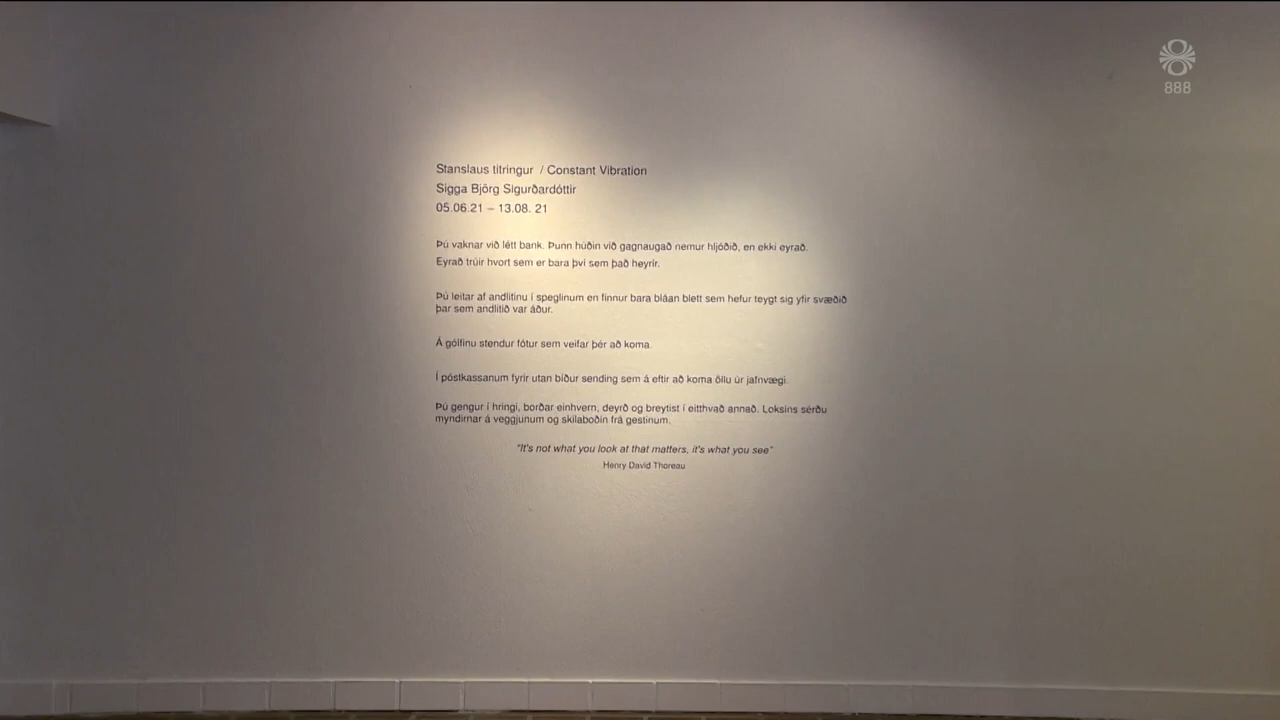 888
Stanslaus titringur / Constant Vibration
Sigga Björg Sigurðardóttir
05.06.21 – 13.08. 21
Þú vaknar við létt bank. Þunn húðin við gagnaugað nemur hljóðið, en ekki eyrað.
Eyrað trúir hvort sem er bara því sem það heyrir.
Þú leitar af andlitinu í speglinum en finnur bara bláan blett sem hefur teygt sig yfir svæðið
þar sem andlitið var áður.
Á gólfinu stendur fótur sem veifar þér að koma.
Í póstkassanum fyrir utan bíður sending sem á eftir að koma öllu úr jafnvægi.
Þú gengur í hringi, borðar einhvern, deyrð og breytist í eitthvað annað. Loksins sérðu
myndirnar á veggjunum og skilaboðin frá gestinum.
"It's not what you look at that matters, it's what you see"
Henry David Thoreau